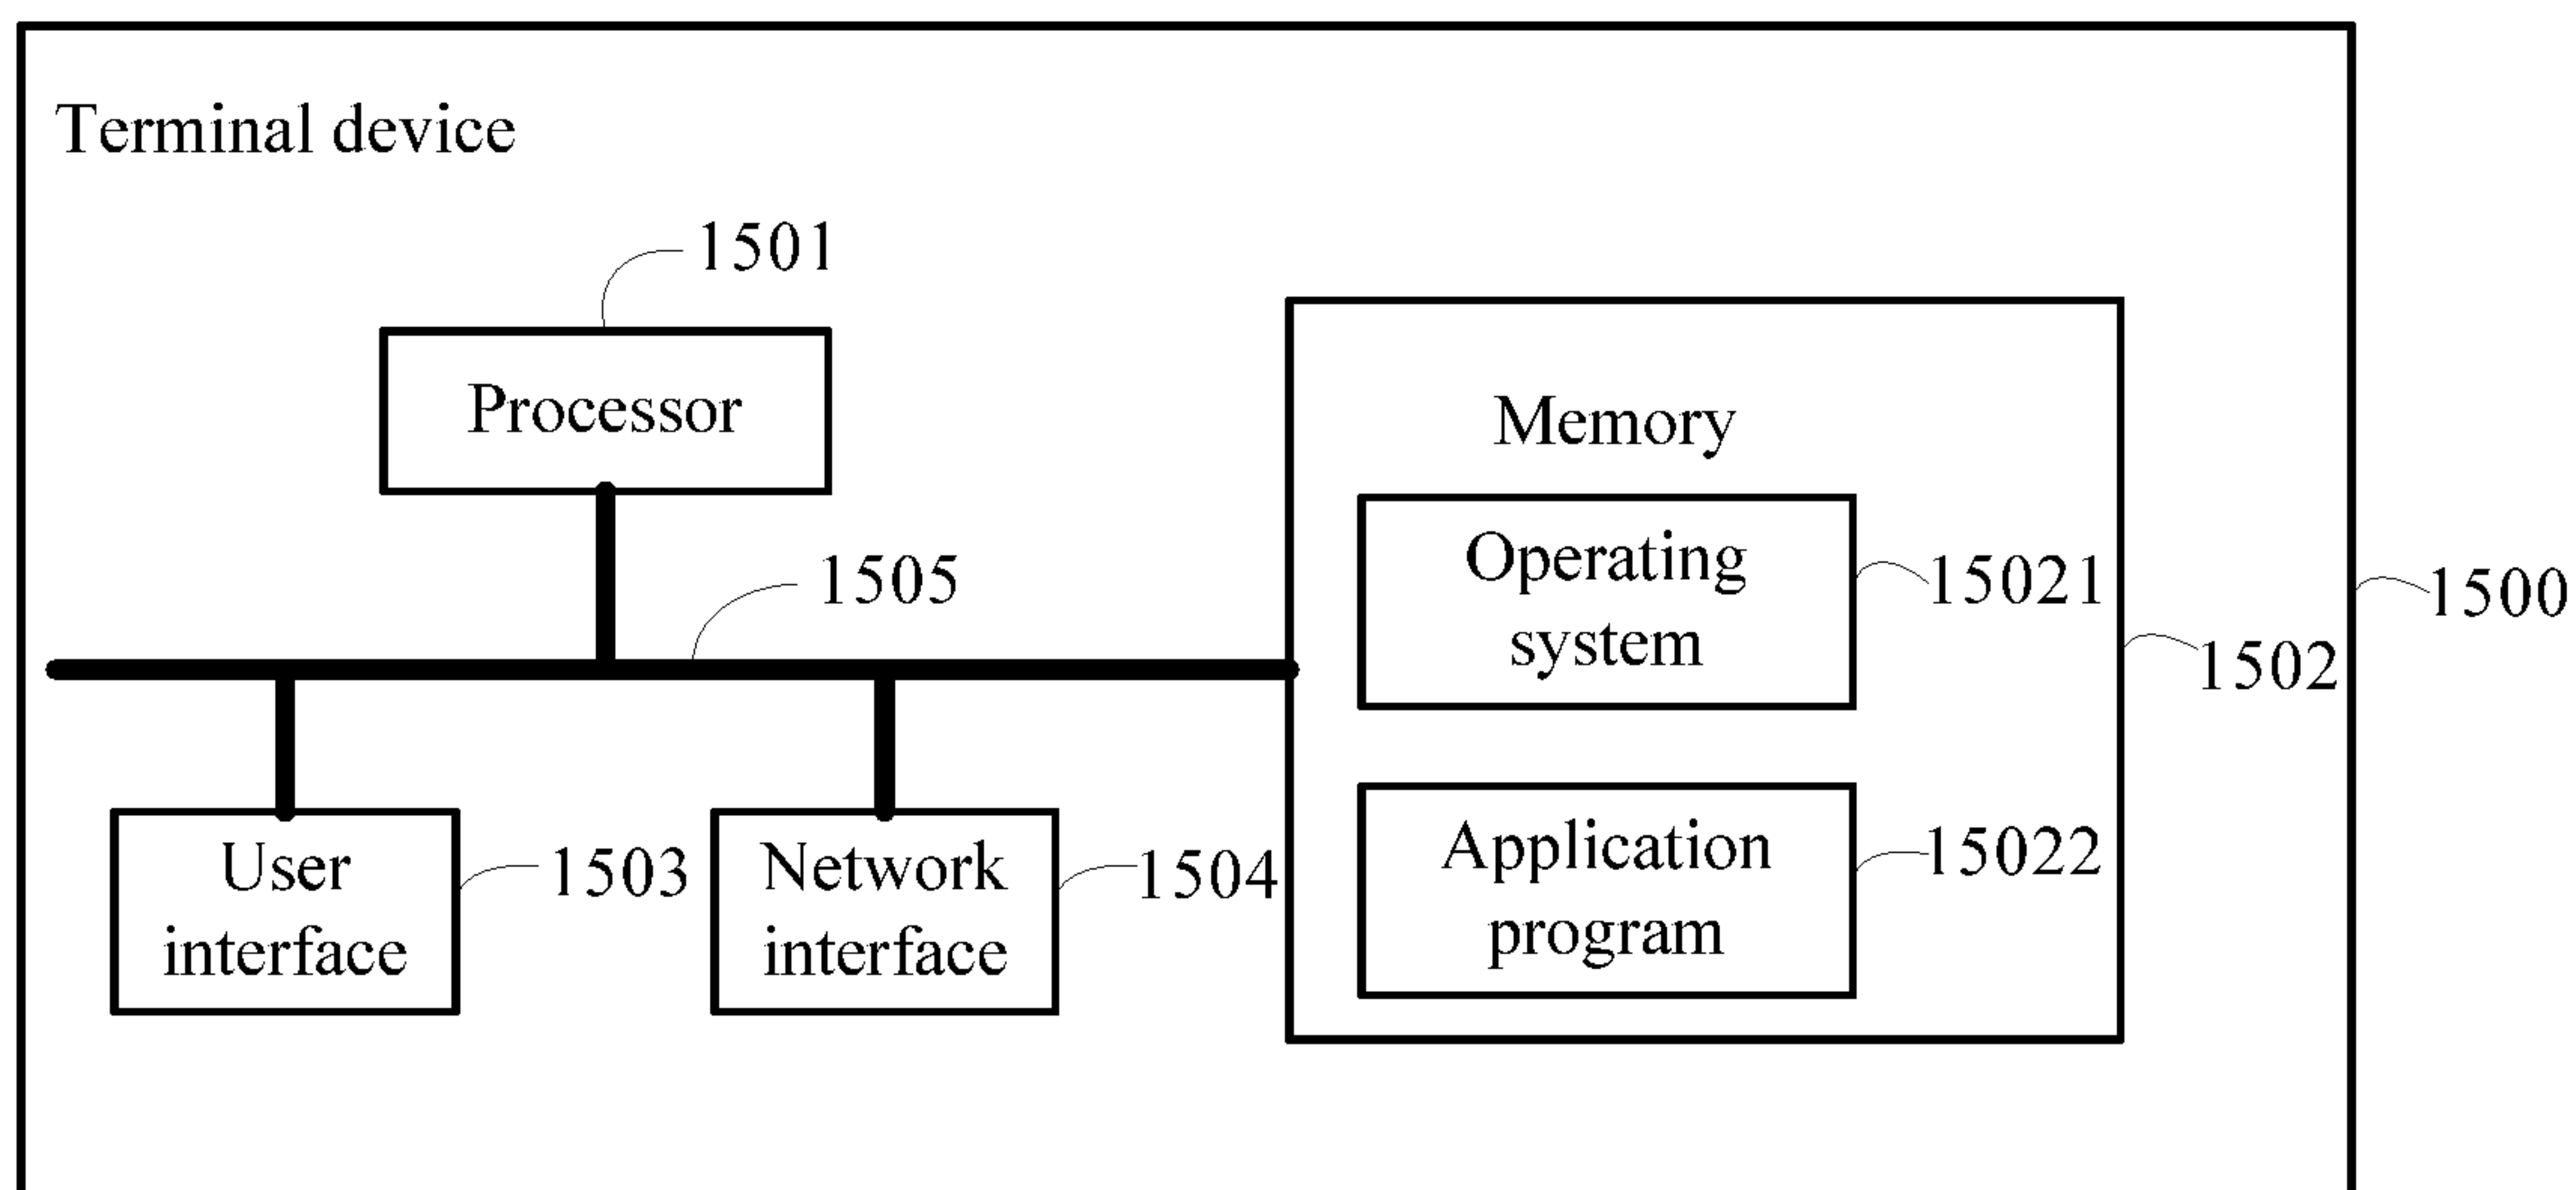 Terminal device
1501
Processor
Memory
1505
Operating
system
15021
1500
1502
User
interface
1503
Network
interface
1504
Application
program
15022